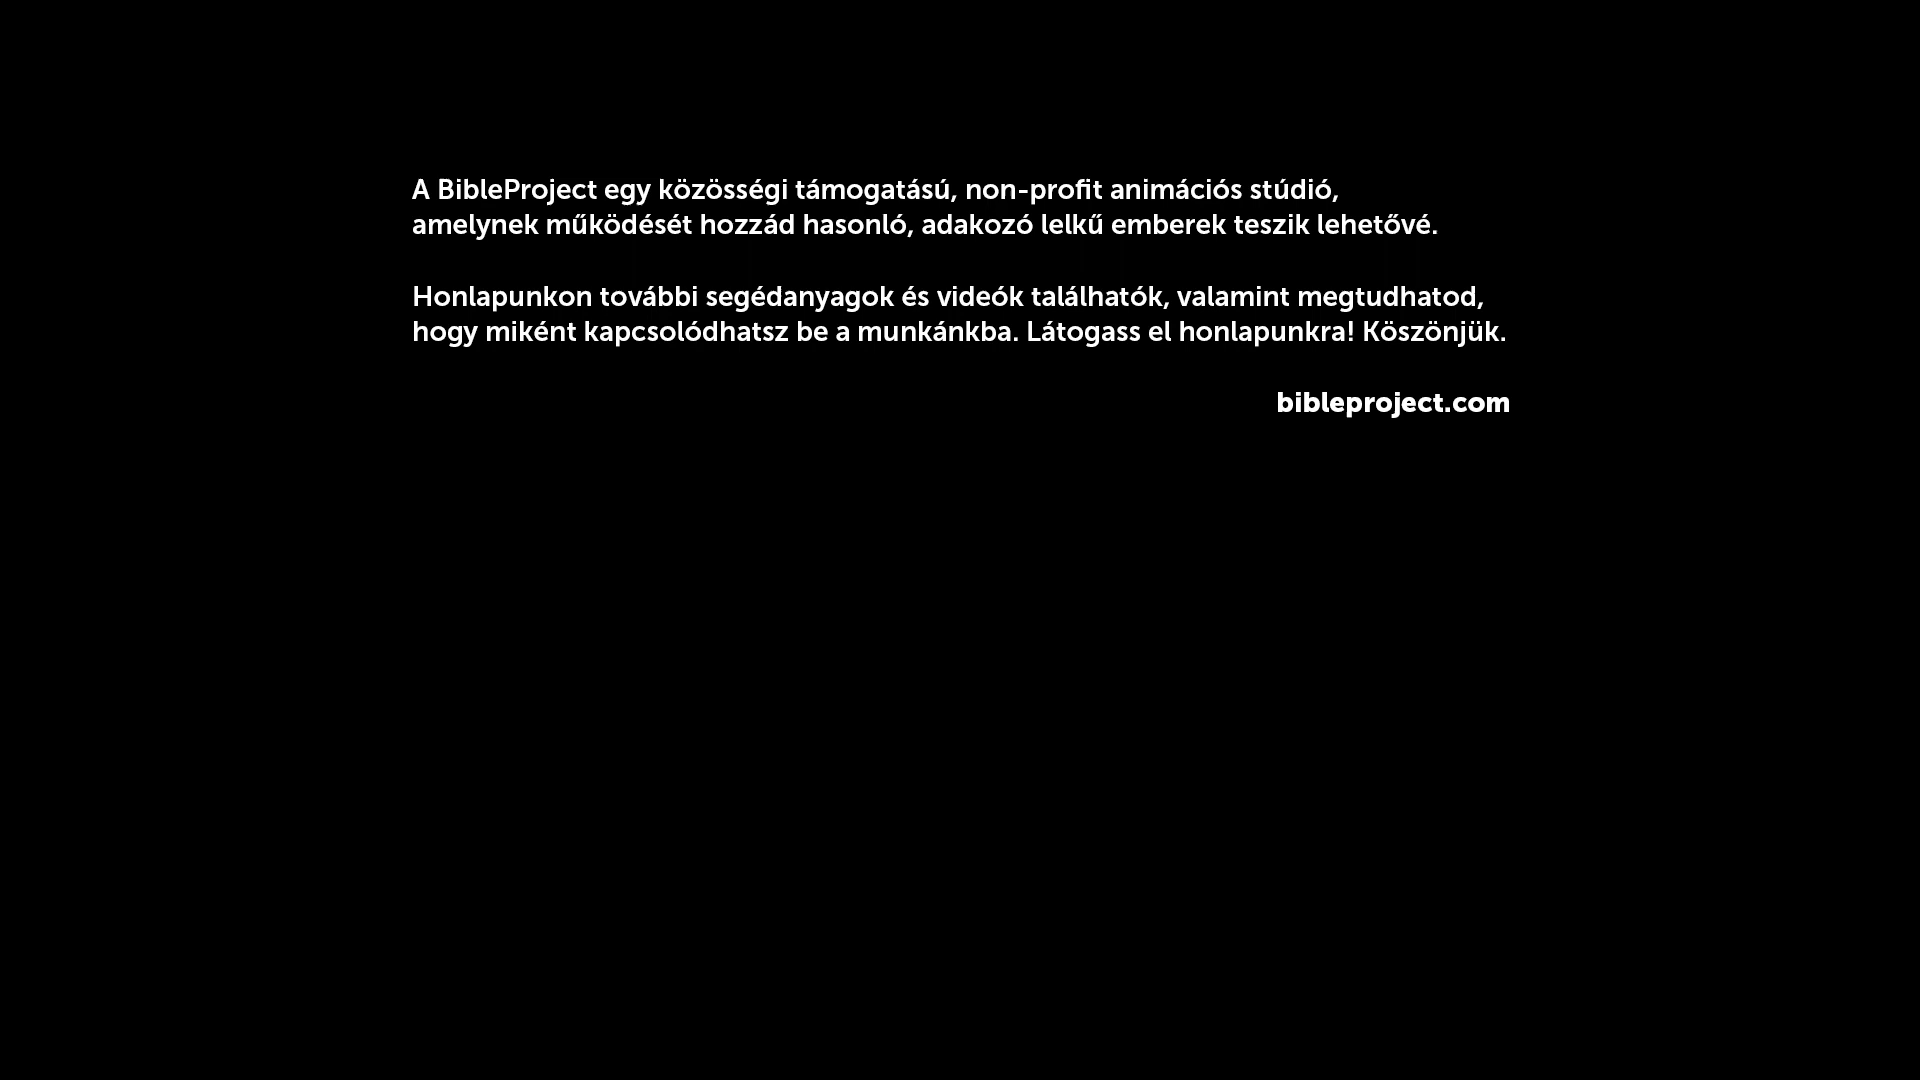 A BibleProject egy közösségi támogatású, non-profit animációs stúdió,
amelynek működését hozzád hasonló, adakozó lelkű emberek teszik lehetővé.
Honlapunkon további segédanyagok és videók találhatók, valamint megtudhatod,
hogy miként kapcsolódhatsz be a munkánkba. Látogass el honlapunkra! Köszönjük.
bibleproject.com